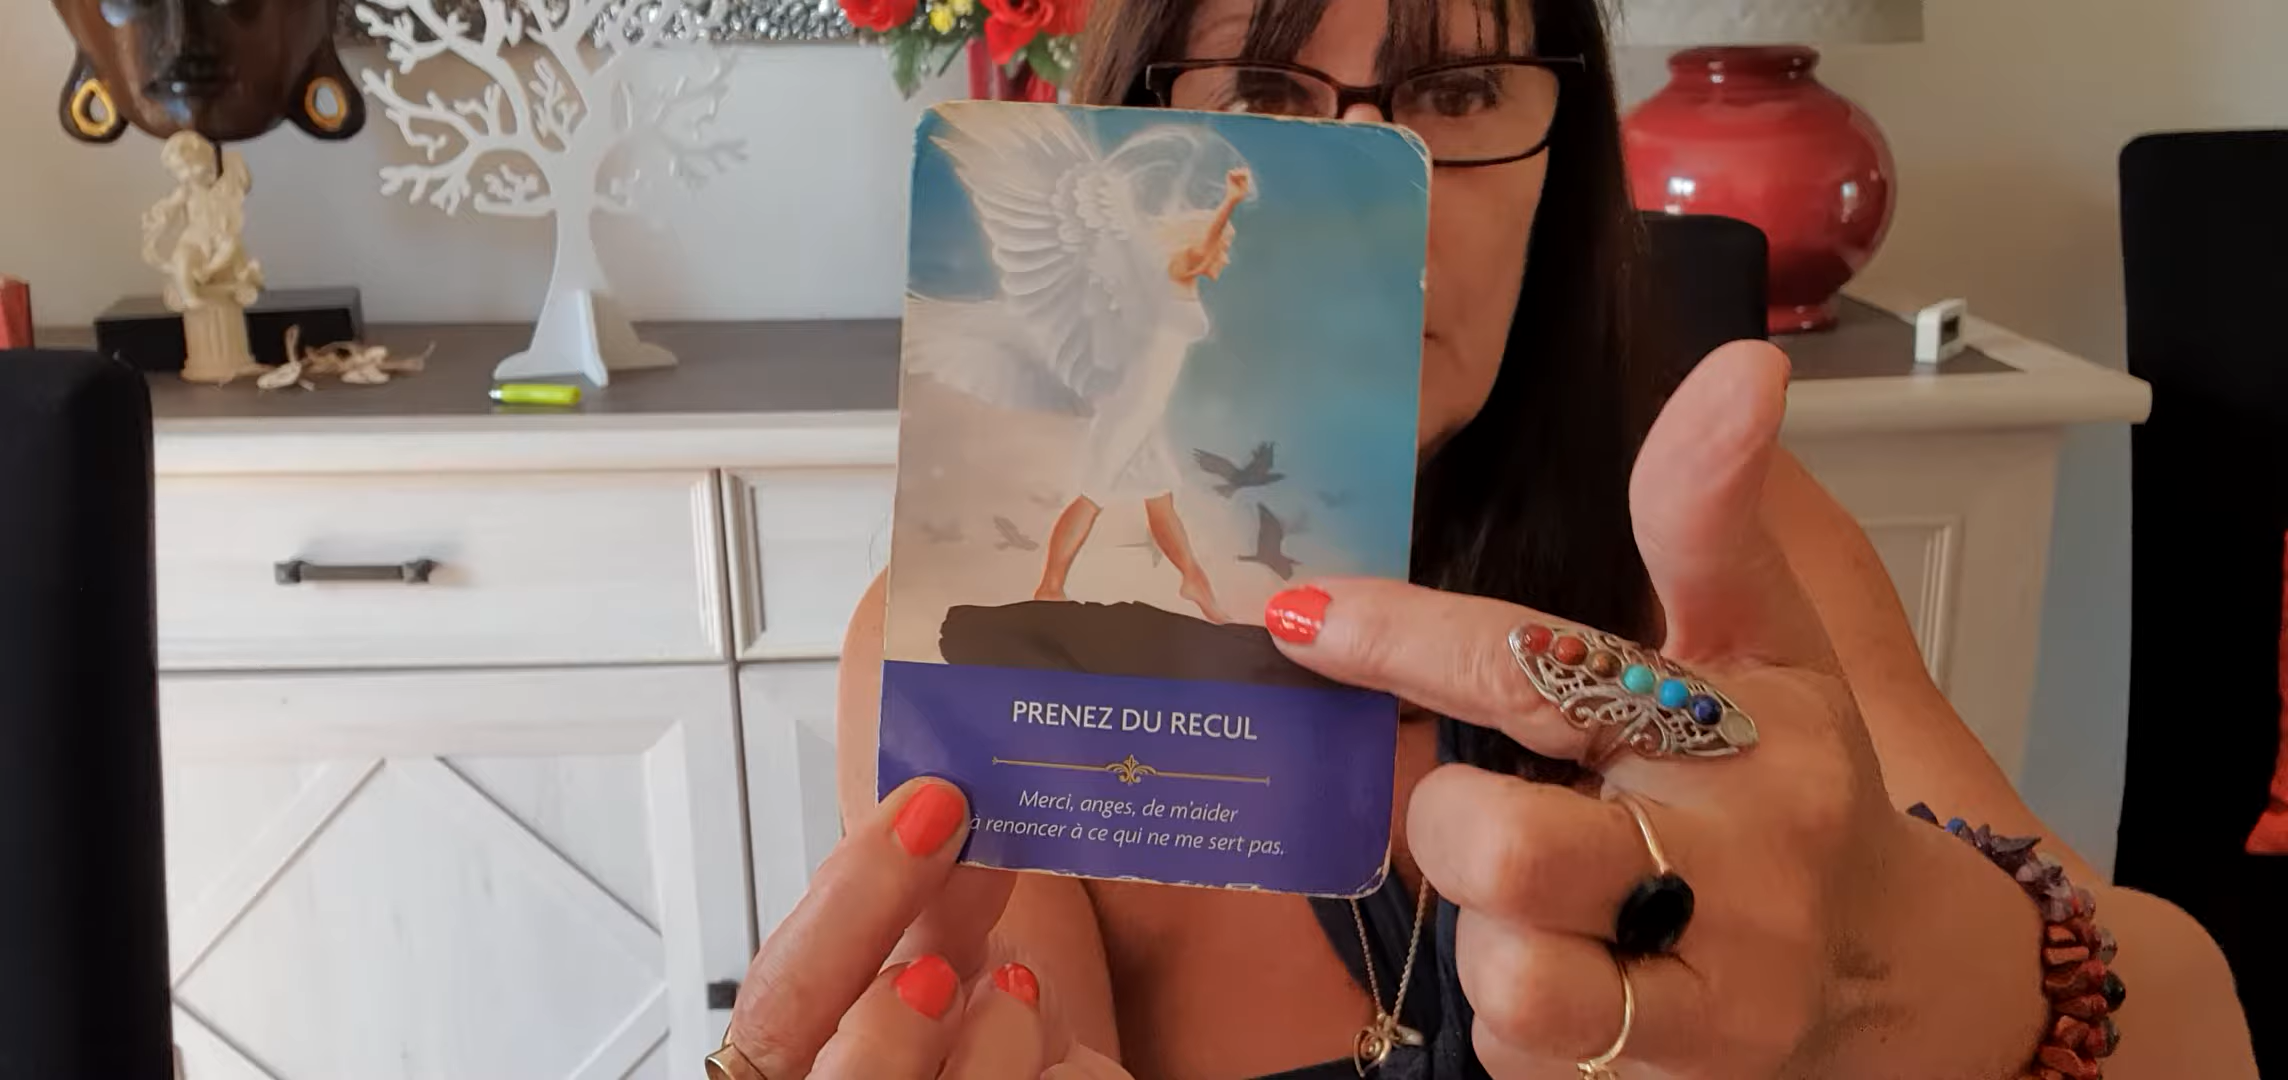 PRENEZ DU RECUL
Merci, anges, de m'aider
à renoncer à ce qui ne me sert pas.